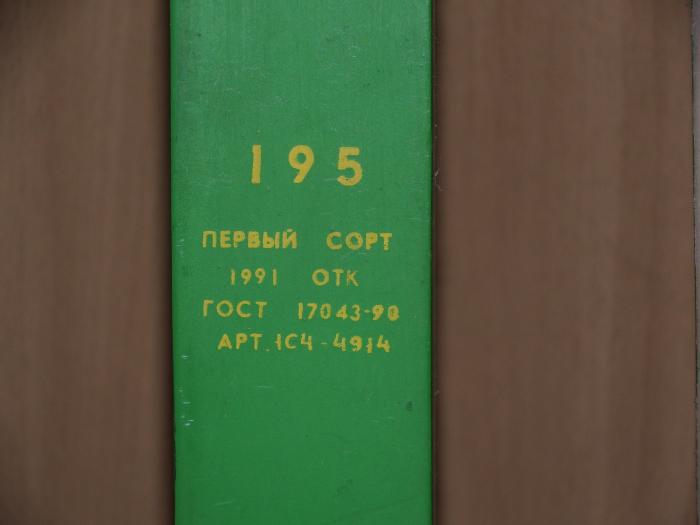 195
ПЕРВЫЙ СОРТ
1991 ОТК
ГОСТ 17043-90
АРТ. 1С4-4914